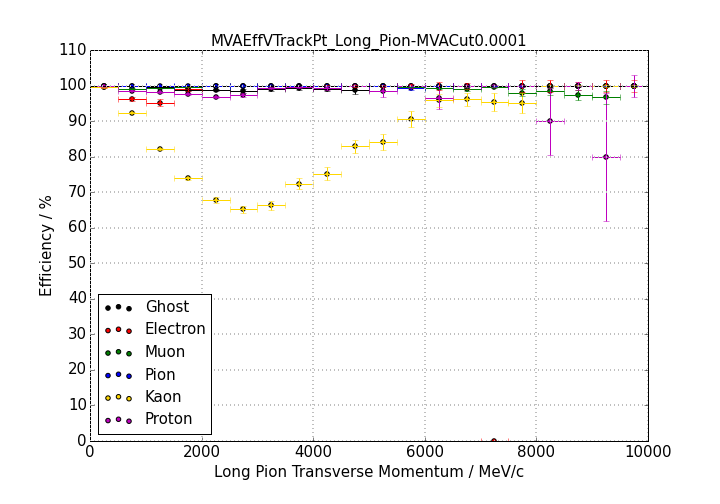 MVAEffVTrackPt_Long_Pion-MVACut0.0001
110
100
90
80
70
60
50
40
30
20
10
0
Efficiency / %
Ghost
Electron
Muon
Pion
Kaon
Proton
0 2000 4000 6000 8000 10000
Long Pion Transverse Momentum / MeV/c